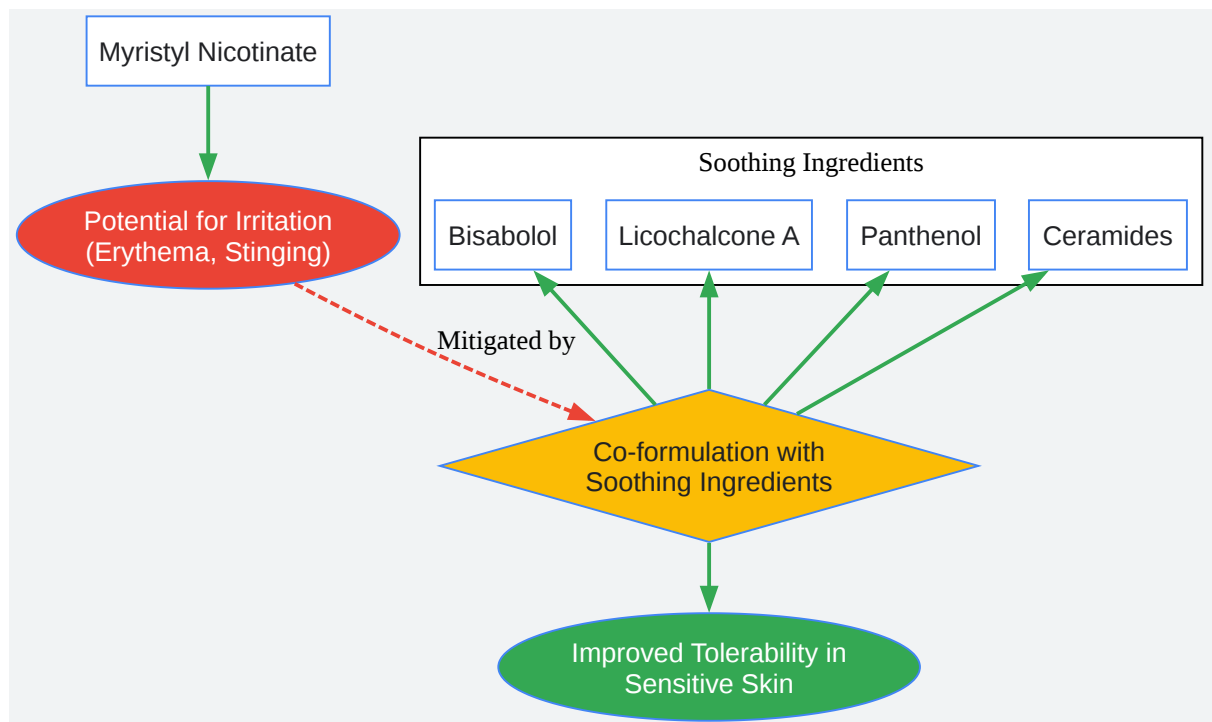 Myristyl Nicotinate
Potential for Irritation
(Erythema, Stinging)
Soothing Ingredients
Bisabolol
Licochalcone A
Panthenol
Ceramides
Mitigated by
Co-formulation with
Soothing Ingredients
Improved Tolerability in
Sensitive Skin